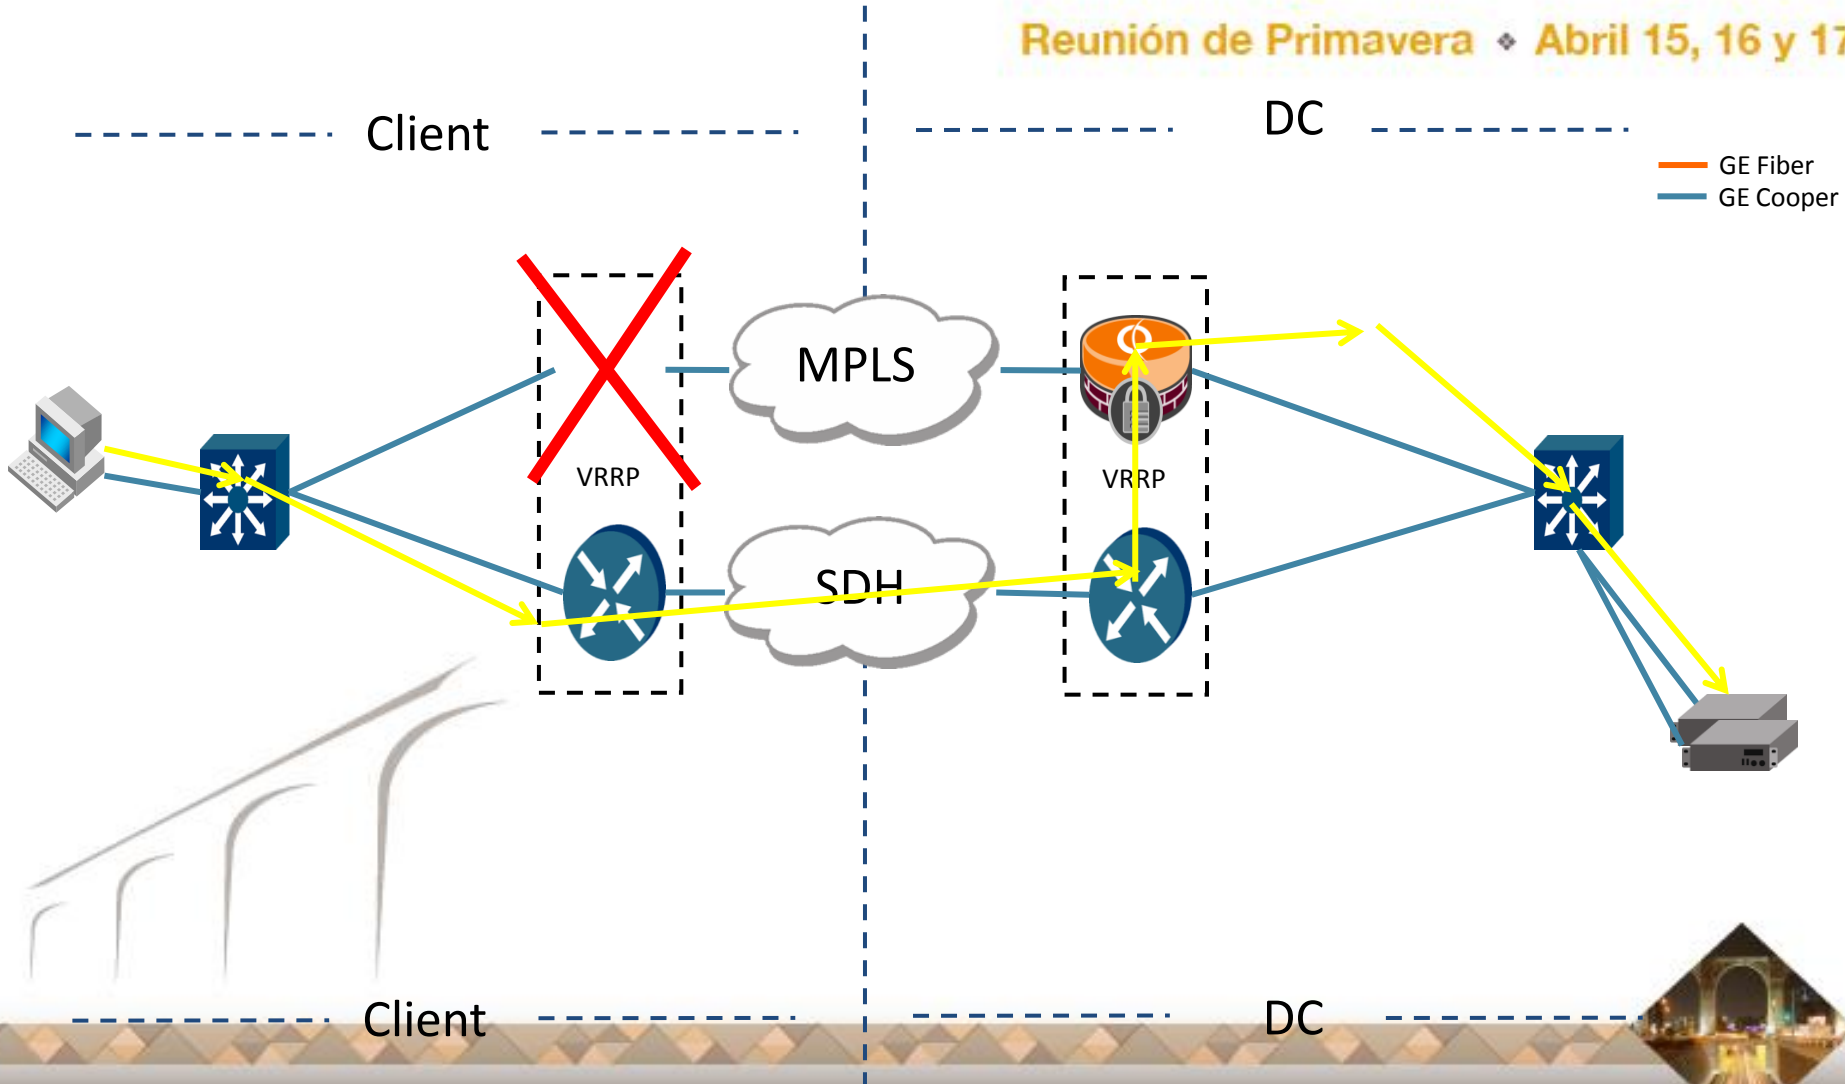 Reunión de Primavera ❖ Abril 15, 16 y 17
Client
DC
GE Fiber
GE Cooper
MPLS
VRRP
VRRP
SDH
Client
DC